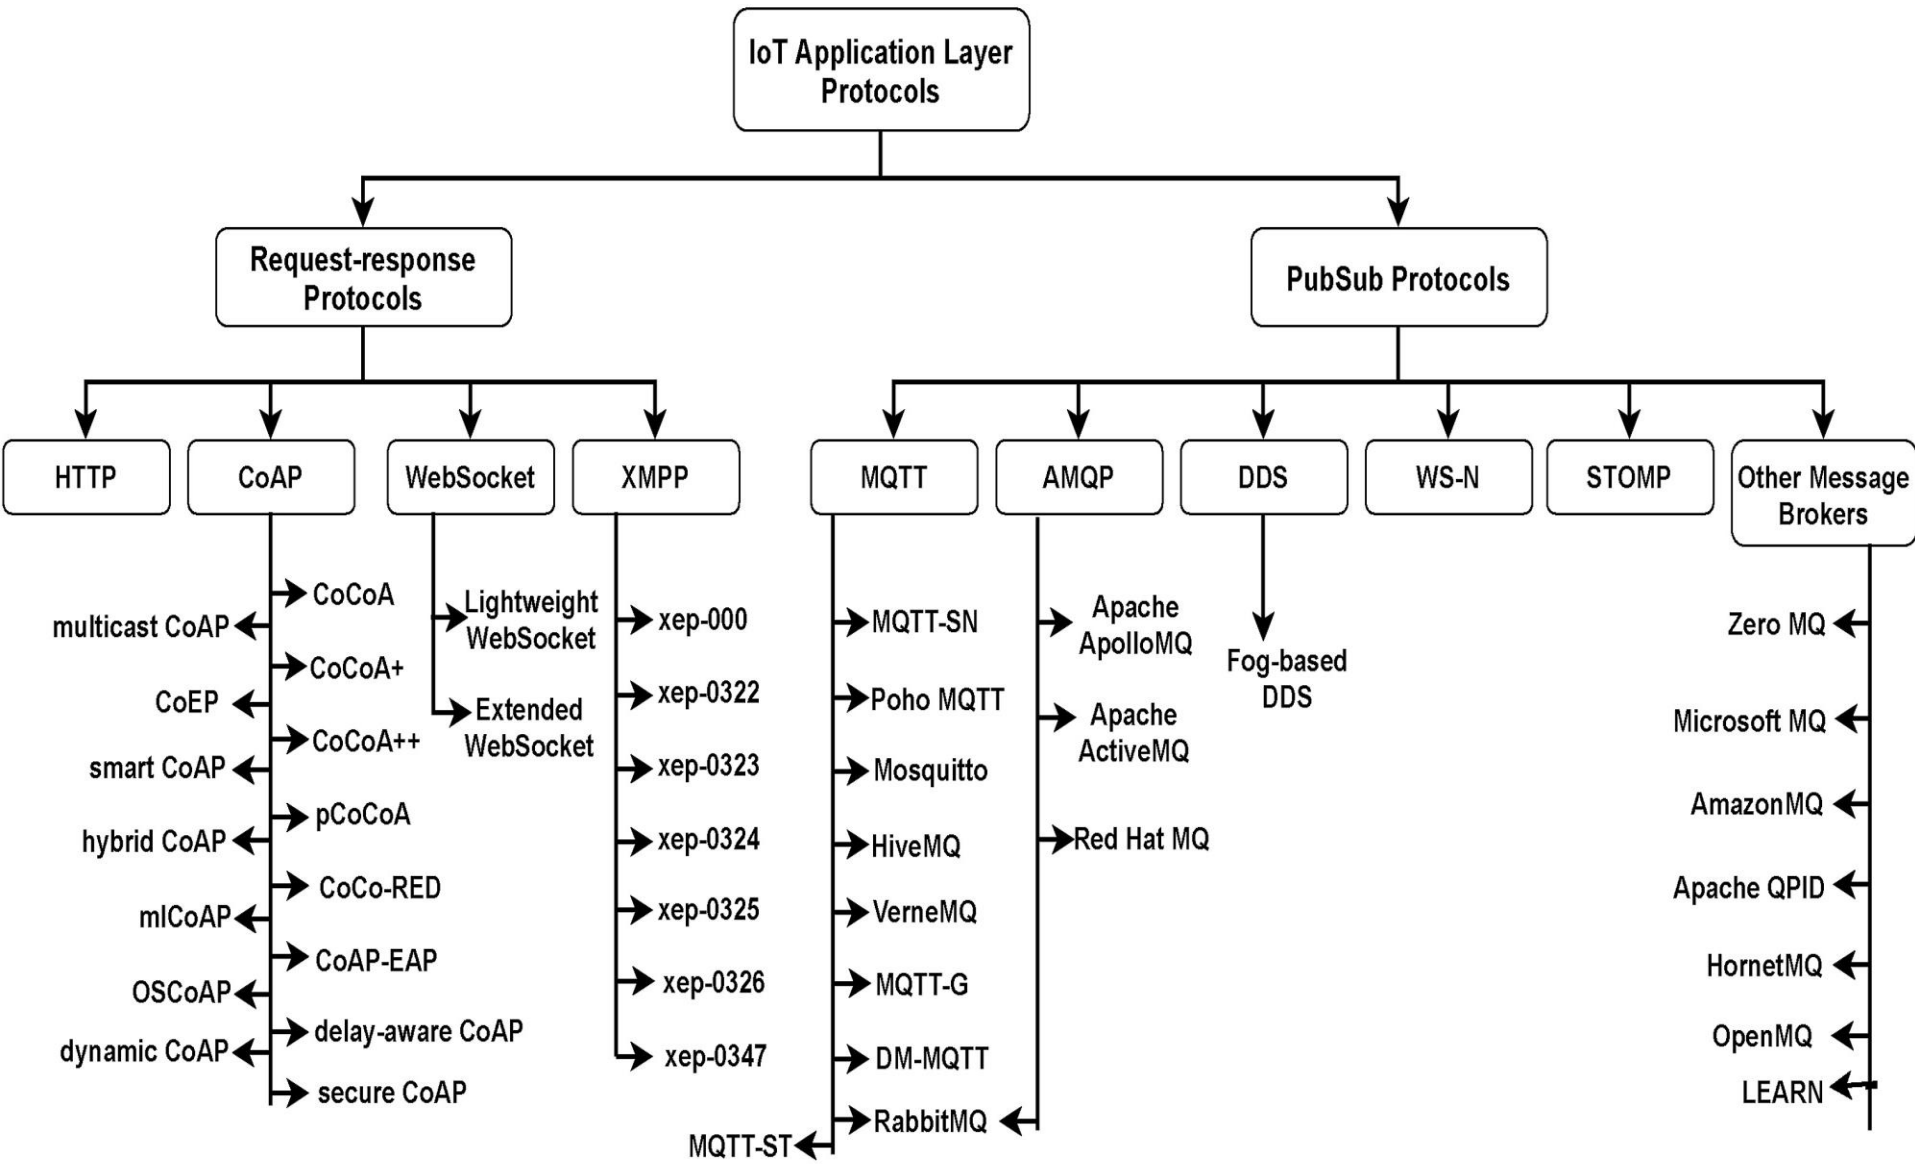 IoT Application Layer
Protocols
Request-response
Protocols
PubSub Protocols
HTTP
CoAP
WebSocket
XMPP
MQTT
AMQP
DDS
WS-N
STOMP
Other Message
Brokers
CoCoA
multicast CoAP
CoCoA+
CoEP
CoCoA++
smart CoAP
pCoCoA
hybrid CoAP
CoCo-RED
mlCoAP
CoAP-EAP
OSCoAP
delay-aware CoAP
dynamic CoAP
secure CoAP
Lightweight
WebSocket
Extended
WebSocket
xep-000
xep-0322
xep-0323
xep-0324
xep-0325
xep-0326
xep-0347
MQTT-SN
Poho MQTT
Mosquitto
HiveMQ
VerneMQ
MQTT-G
DM-MQTT
RabbitMQ
MQTT-ST
Apache
ApolloMQ
Apache
ActiveMQ
Red Hat MQ
Fog-based
DDS
Zero MQ
Microsoft MQ
AmazonMQ
Apache QPID
HornetMQ
OpenMQ
LEARN